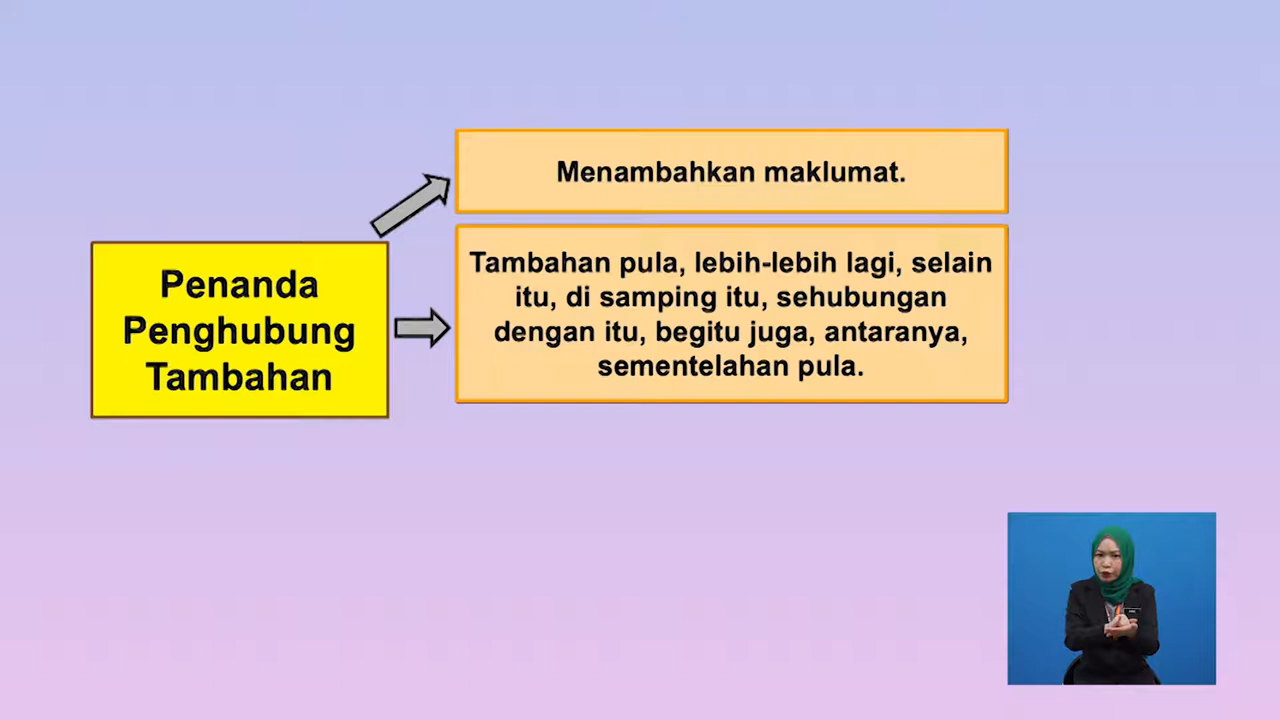 Menambahkan maklumat.
Penanda
Penghubung
Tambahan
Tambahan pula, lebih-lebih lagi, selain
itu, di samping itu, sehubungan
dengan itu, begitu juga, antaranya,
sementelahan pula.